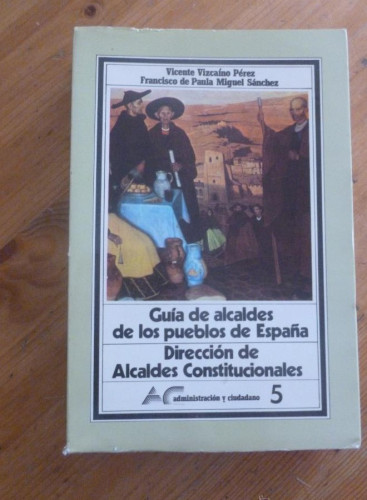 Vicente Vizcaíno Pérez
Francisco de Paula Miguel Sánchez
Guía de alcaldes
de los pueblos de España
Dirección de
Alcaldes Constitucionales
AC administración y ciudadano 5